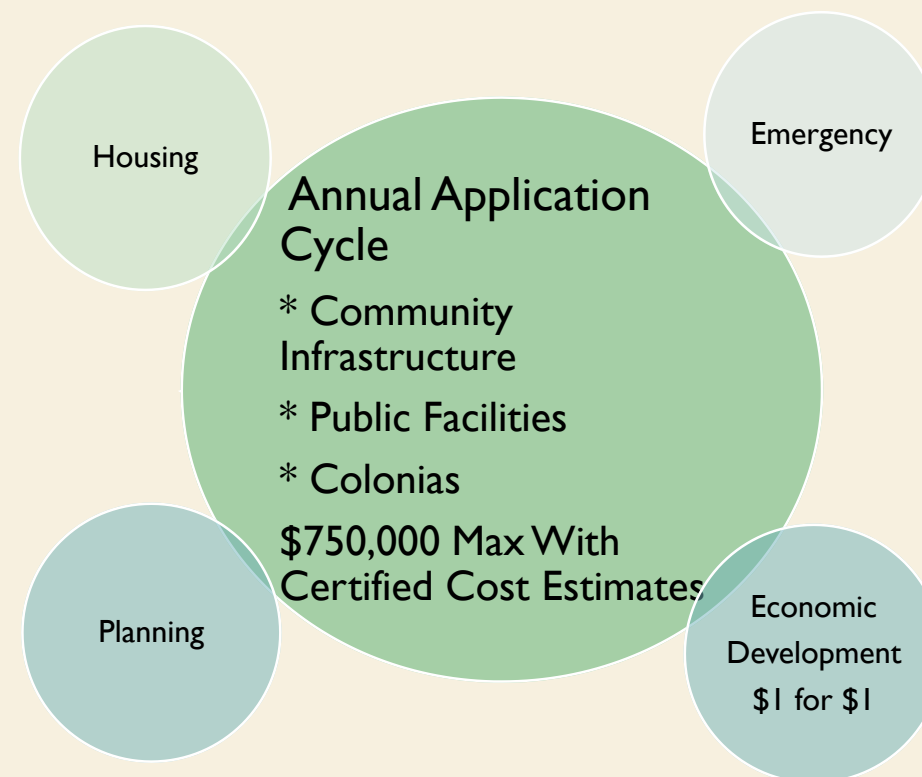 Housing
Emergency
Annual Application
Cycle
* Community
Infrastructure
* Public Facilities
* Colonias
$750,000 Max With
Certified Cost Estimates
Planning
Economic
Development
$1 for $1